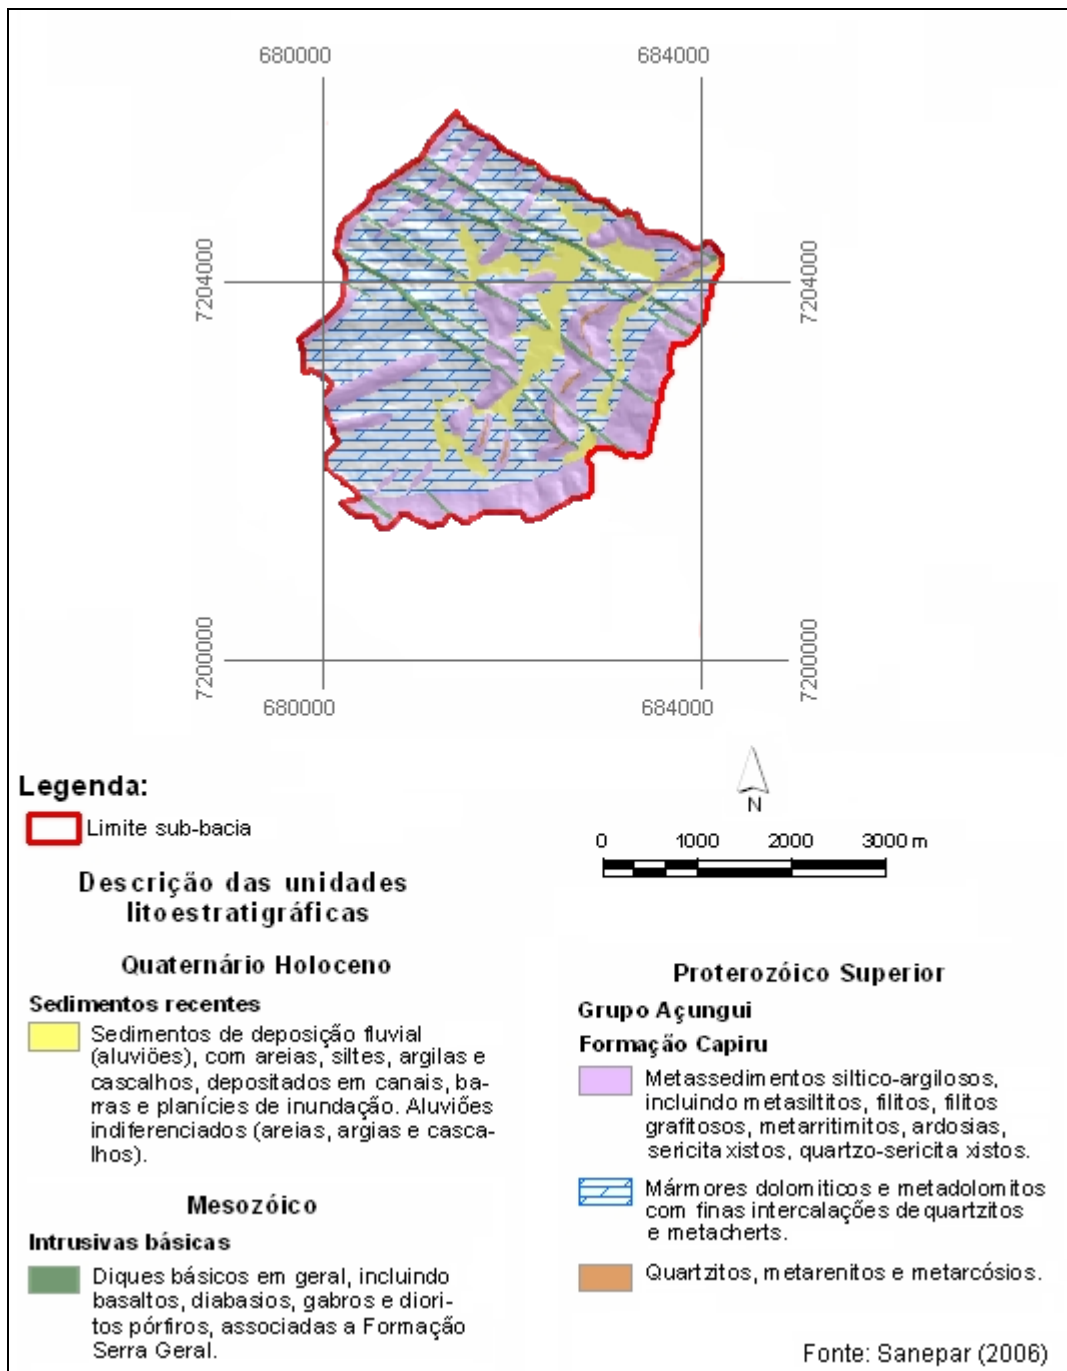 680000
684000
7204000
7204000
7200000
7200000
680000
684000
Legenda:
Limite sub-bacia
N
0 1000 2000 3000 m
Descrição das unidades
litoestratigráficas
Quaternário Holoceno
Sedimentos recentes
Sedimentos de deposição fluvial
(aluviões), com areias, siltes, argilas e
cascalhos, depositados em canais, ba-
rras e planícies de inundação. Aluviões
indiferenciados (areias, argias e casca-
lhos).
Mesozóico
Intrusivas básicas
Diques básicos em geral, incluindo
basaltos, diabasios, gabros e diori-
tos pórfiros, associadas a Formação
Serra Geral.
Proterozóico Superior
Grupo Açungui
Formação Capiru
Metassedimentos siltico-argilosos,
incluindo metasiltitos, filitos, filitos
grafitosos, metarritimitos, ardosias,
sericita xistos, quartzo-sericita xistos.
Mármores dolomiticos e metadolomitos
com finas intercalações de quartzitos
e metacherts.
Quartzitos, metarenitos e metarcósios.
Fonte: Sanepar (2006)